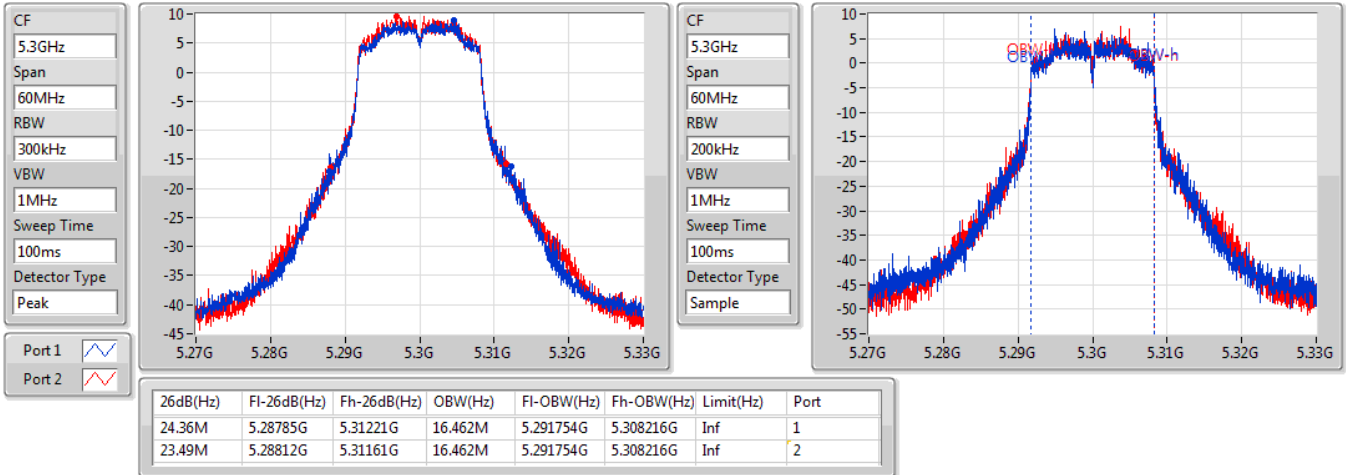 CF
5.3GHz
Span
60MHz
RBW
300kHz
VBW
1MHz
Sweep Time
100ms
Detector Type
Peak
Port 1
Port 2
10
5
0
-5
-10
-15
-20
-25
-30
-35
-40
-45
5.27G 5.28G 5.29G 5.3G 5.31G 5.32G 5.33G
CF
5.3GHz
Span
60MHz
RBW
200kHz
VBW
1MHz
Sweep Time
100ms
Detector Type
Sample
10
5
0
-5
-10
-15
-20
-25
-30
-35
-40
-45
-50
-55
5.27G 5.28G 5.29G 5.3G 5.31G 5.32G 5.33G
26dB(Hz) Fl-26dB(Hz) Fh-26dB(Hz) OBW(Hz) Fl-OBW(Hz) Fh-OBW(Hz) Limit(Hz) Port
24.36M 5.28785G 5.31221G 16.462M 5.291754G 5.308216G Inf 1
23.49M 5.28812G 5.31161G 16.462M 5.291754G 5.308216G Inf 2